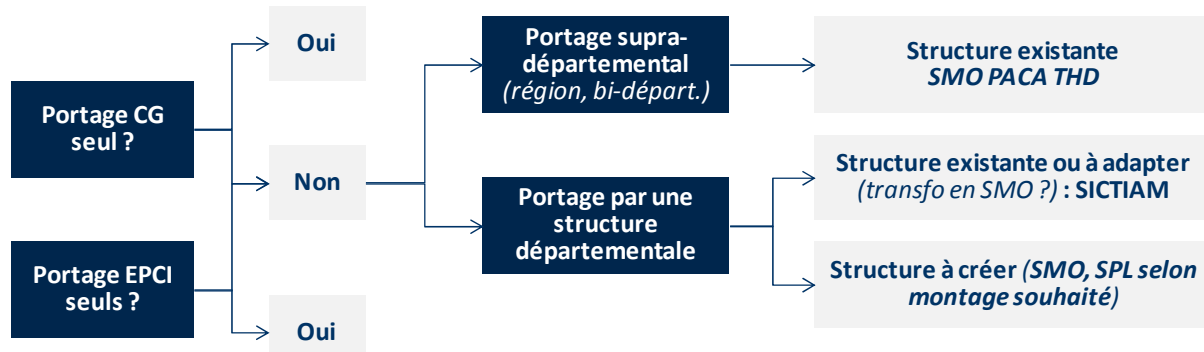 Portage CG
seul ?
Portage EPCI
seuls ?
Oui
Non
Oui
Portage supra-
départemental
(région, bi-départ.)
Portage par une
structure
départementale
Structure existante
SMO PACA THD
Structure existante ou à adapter
(transfo en SMO ?) : SICTIAM
Structure à créer (SMO, SPL selon
montage souhaité)